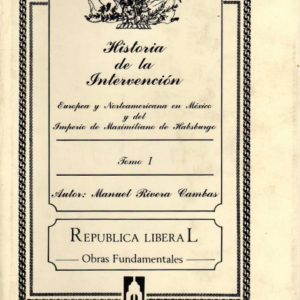 Historia
de la
Intervención
Europea y Norteamericana en México
y del
Imperio de Maximiliano de Habsburgo
Tomo I
Autor: Manuel Rivera Cambas
REPUBLICA LIBERAL
Obras Fundamentales